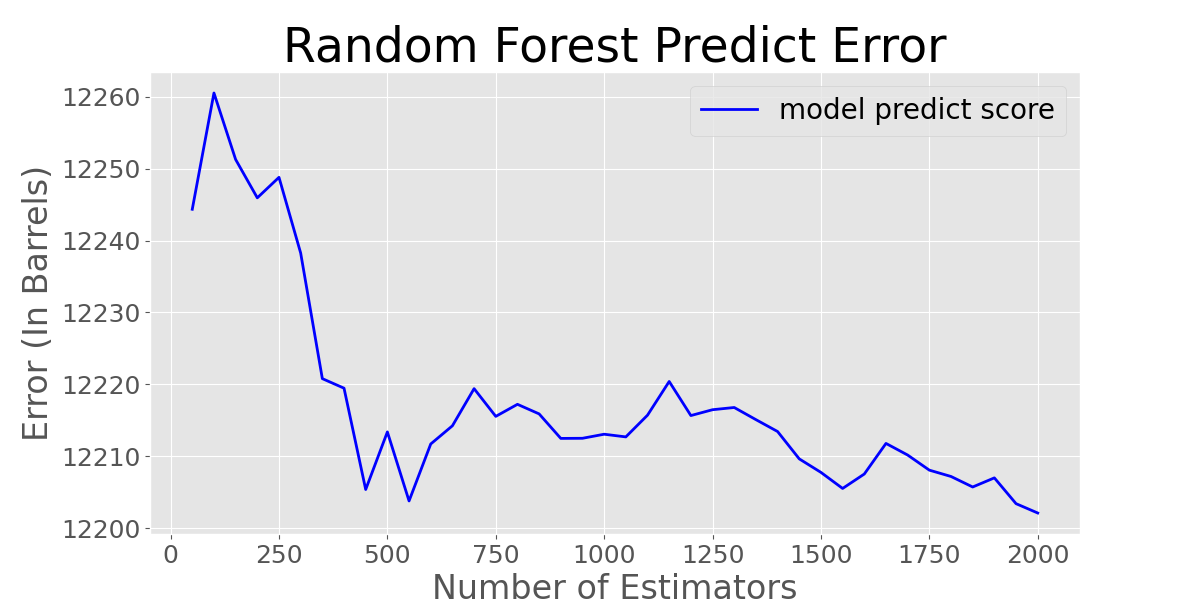 Random Forest Predict Error
model predict score
Error (In Barrels)
12260
12250
12240
12230
12220
12210
12200
0 250 500 750 1000 1250 1500 1750 2000
Number of Estimators